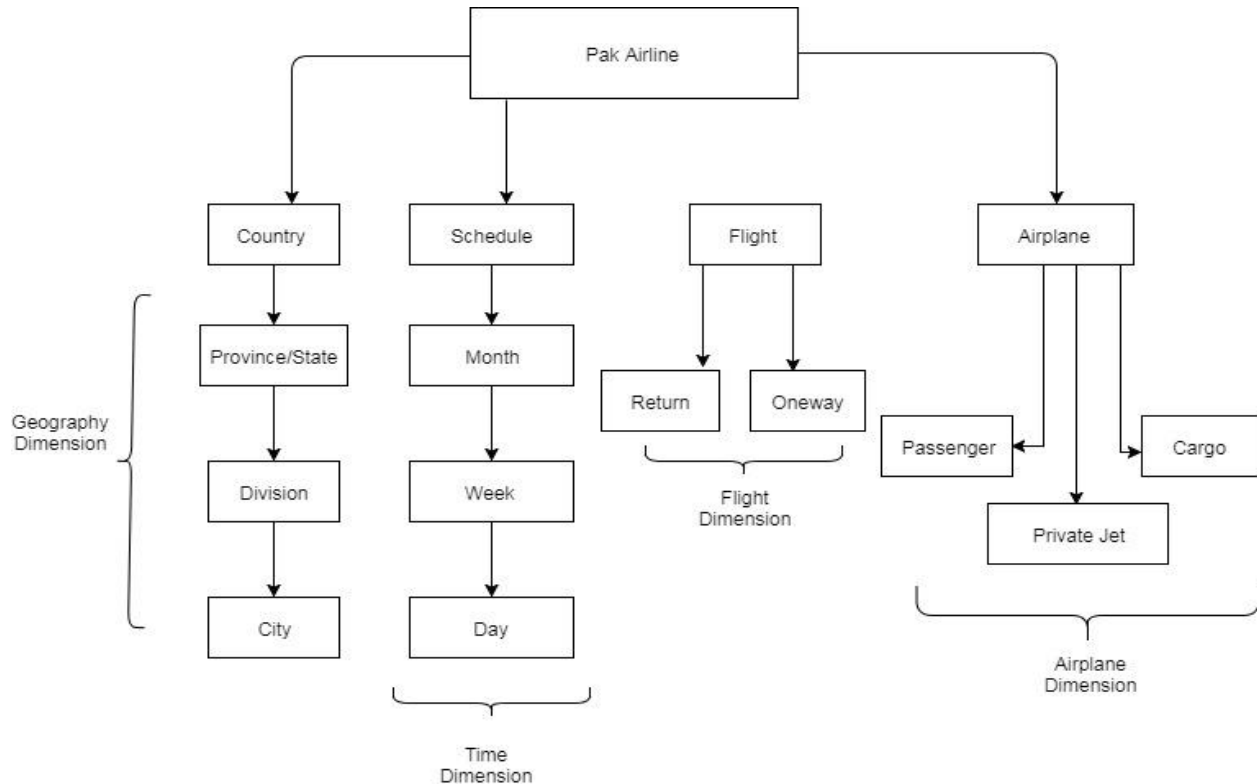 Pak Airline
Country
Schedule
Flight
Airplane
Province/State
Month
Return
Oneway
Geography
Dimension
Passenger
Cargo
Division
Week
Flight
Dimension
Private Jet
City
Day
Airplane
Dimension
Time
Dimension